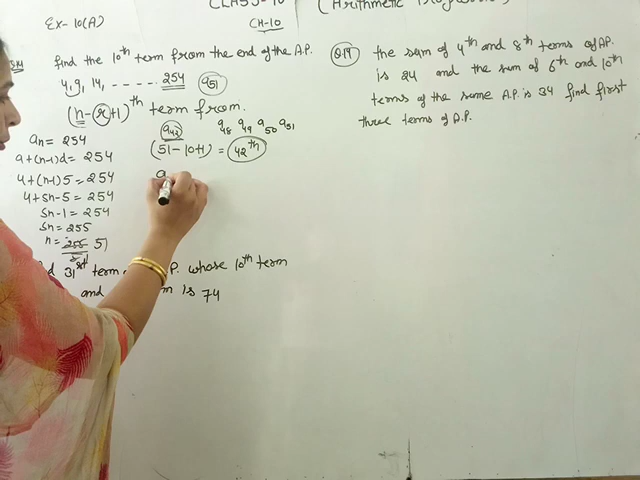 CLASS-10 (Arithmetic
Ex-10(A)
CH-10
find the 10th term from the end of the A.P.
4, 9, 14, ------ 254 a51
(n-r+1)th term from.
an = 254
a+(n-1)d = 254
4+(n-1)5 = 254
4+5n-5 = 254
5n-1 = 254
5n = 255
n = 255 51
a42 a48 a49 a50 a51
(51-10+1) = 42th
a
31st term A.P. whose 10th term
and is 74
Q.19 the sum of 4th and 8th terms of A.P.
is 24 and the sum of 6th and 10th
terms of the same A.P. is 34 find first
three terms of A.P.